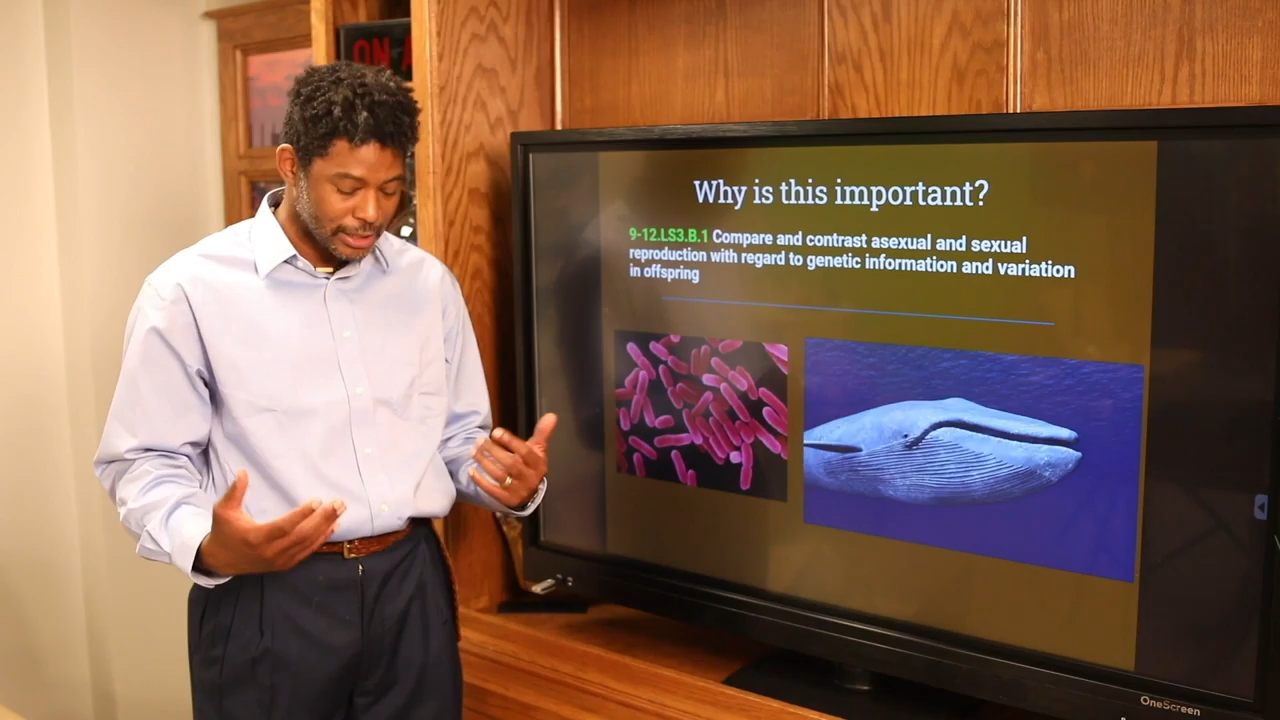 ON A
Why is this important?
9-12.LS3.B.1 Compare and contrast asexual and sexual
reproduction with regard to genetic information and variation
in offspring
OneScreen